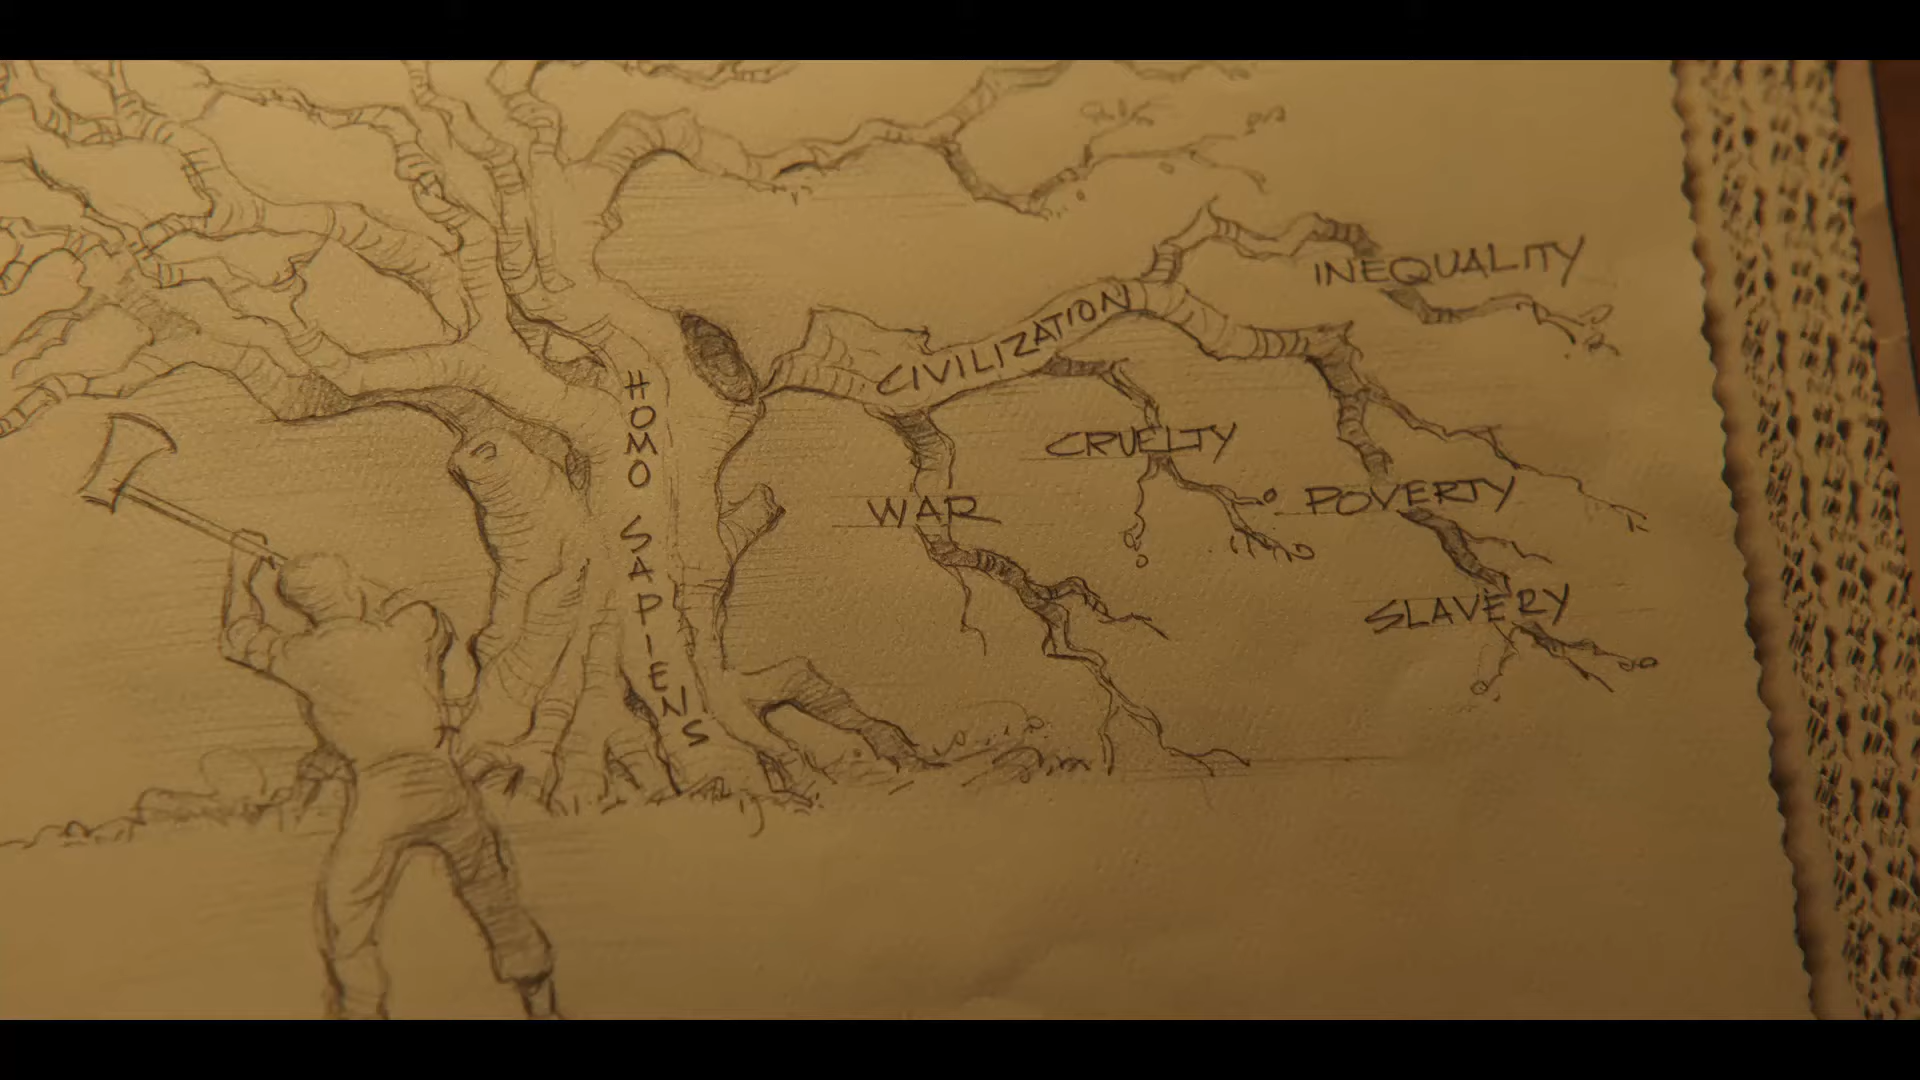 INEQUALITY
CIVILIZATION
HOMO SAPIENS
CRUELTY
WAR
POVERTY
SLAVERY